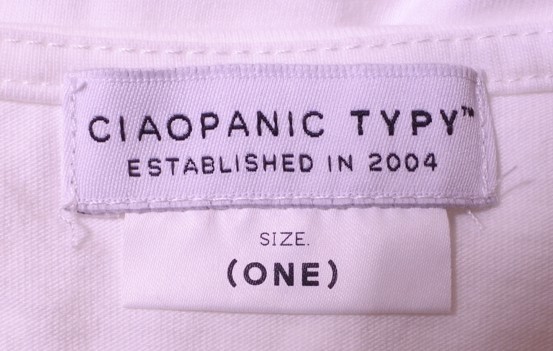 CIAOPANIC TYPY™
ESTABLISHED IN 2004
SIZE.
(ONE)